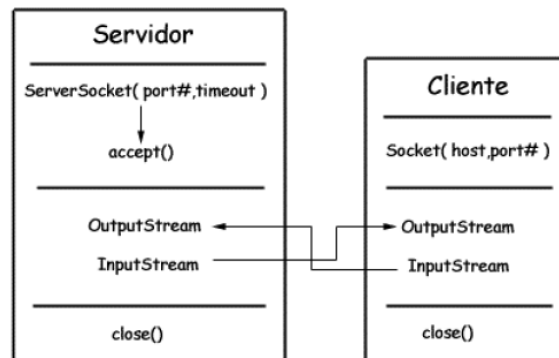 Servidor
ServerSocket( port#,timeout )
accept()
OutputStream
InputStream
close()
Cliente
Socket( host,port# )
OutputStream
InputStream
close()